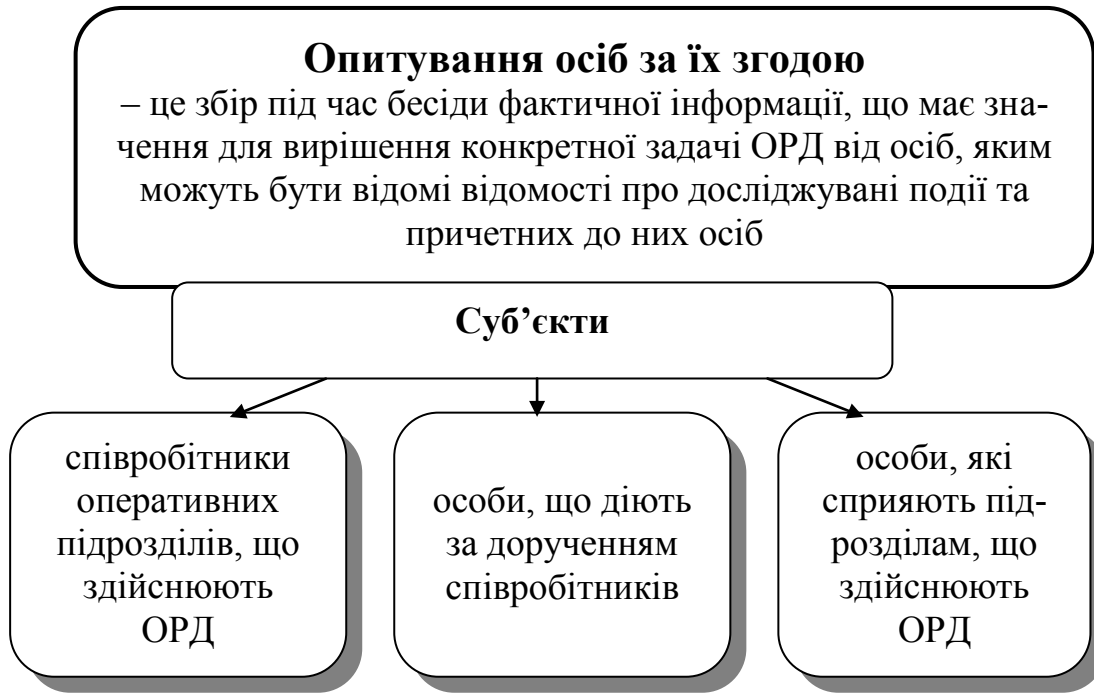 Опитування осіб за їх згодою
– це збір під час бесіди фактичної інформації, що має зна-
чення для вирішення конкретної задачі ОРД від осіб, яким
можуть бути відомі відомості про досліджувані події та
причетних до них осіб
Суб’єкти
співробітники
оперативних
підрозділів, що
здійснюють
ОРД
особи, що діють
за дорученням
співробітників
особи, які
сприяють під-
розділам, що
здійснюють
ОРД